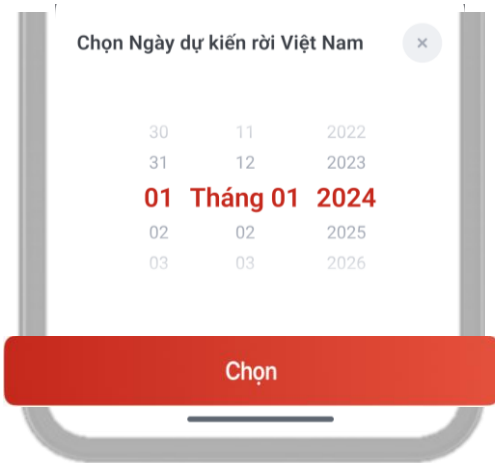 Chọn Ngày dự kiến rời Việt Nam ×
30 11 2022
31 12 2023
01 Tháng 01 2024
02 02 2025
03 03 2026
Chọn